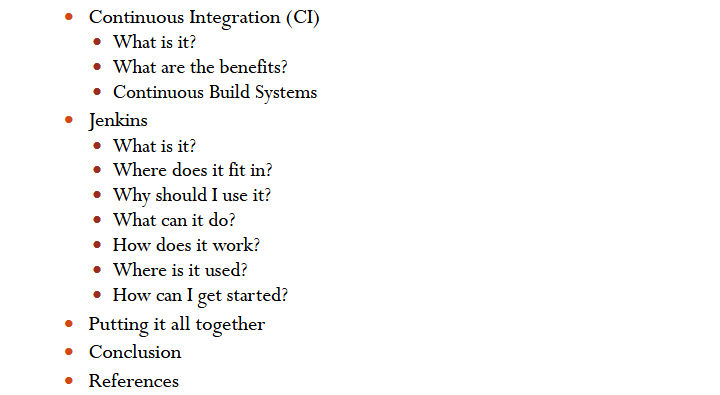 • Continuous Integration (CI)
• What is it?
• What are the benefits?
• Continuous Build Systems
• Jenkins
• What is it?
• Where does it fit in?
• Why should I use it?
• What can it do?
• How does it work?
• Where is it used?
• How can I get started?
• Putting it all together
• Conclusion
• References